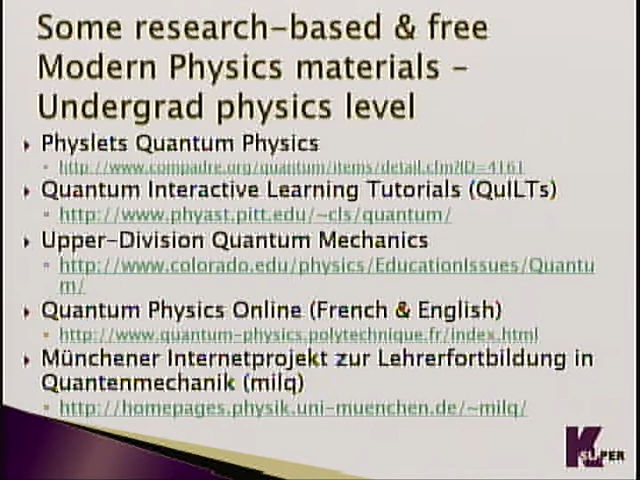 Some research-based & free
Modern Physics materials -
Undergrad physics level
Physlets Quantum Physics
http://www.compadre.org/quantum/items/detail.cfm?ID=4161
Quantum Interactive Learning Tutorials (QuILTs)
http://www.phyast.pitt.edu/~cls/quantum/
Upper-Division Quantum Mechanics
http://www.colorado.edu/physics/EducationIssues/Quantu
m/
Quantum Physics Online (French & English)
http://www.quantum-physics.polytechnique.fr/index.html
Münchener Internetprojekt zur Lehrerfortbildung in
Quantenmechanik (milq)
http://homepages.physik.uni-muenchen.de/~milq/
K
SUPER